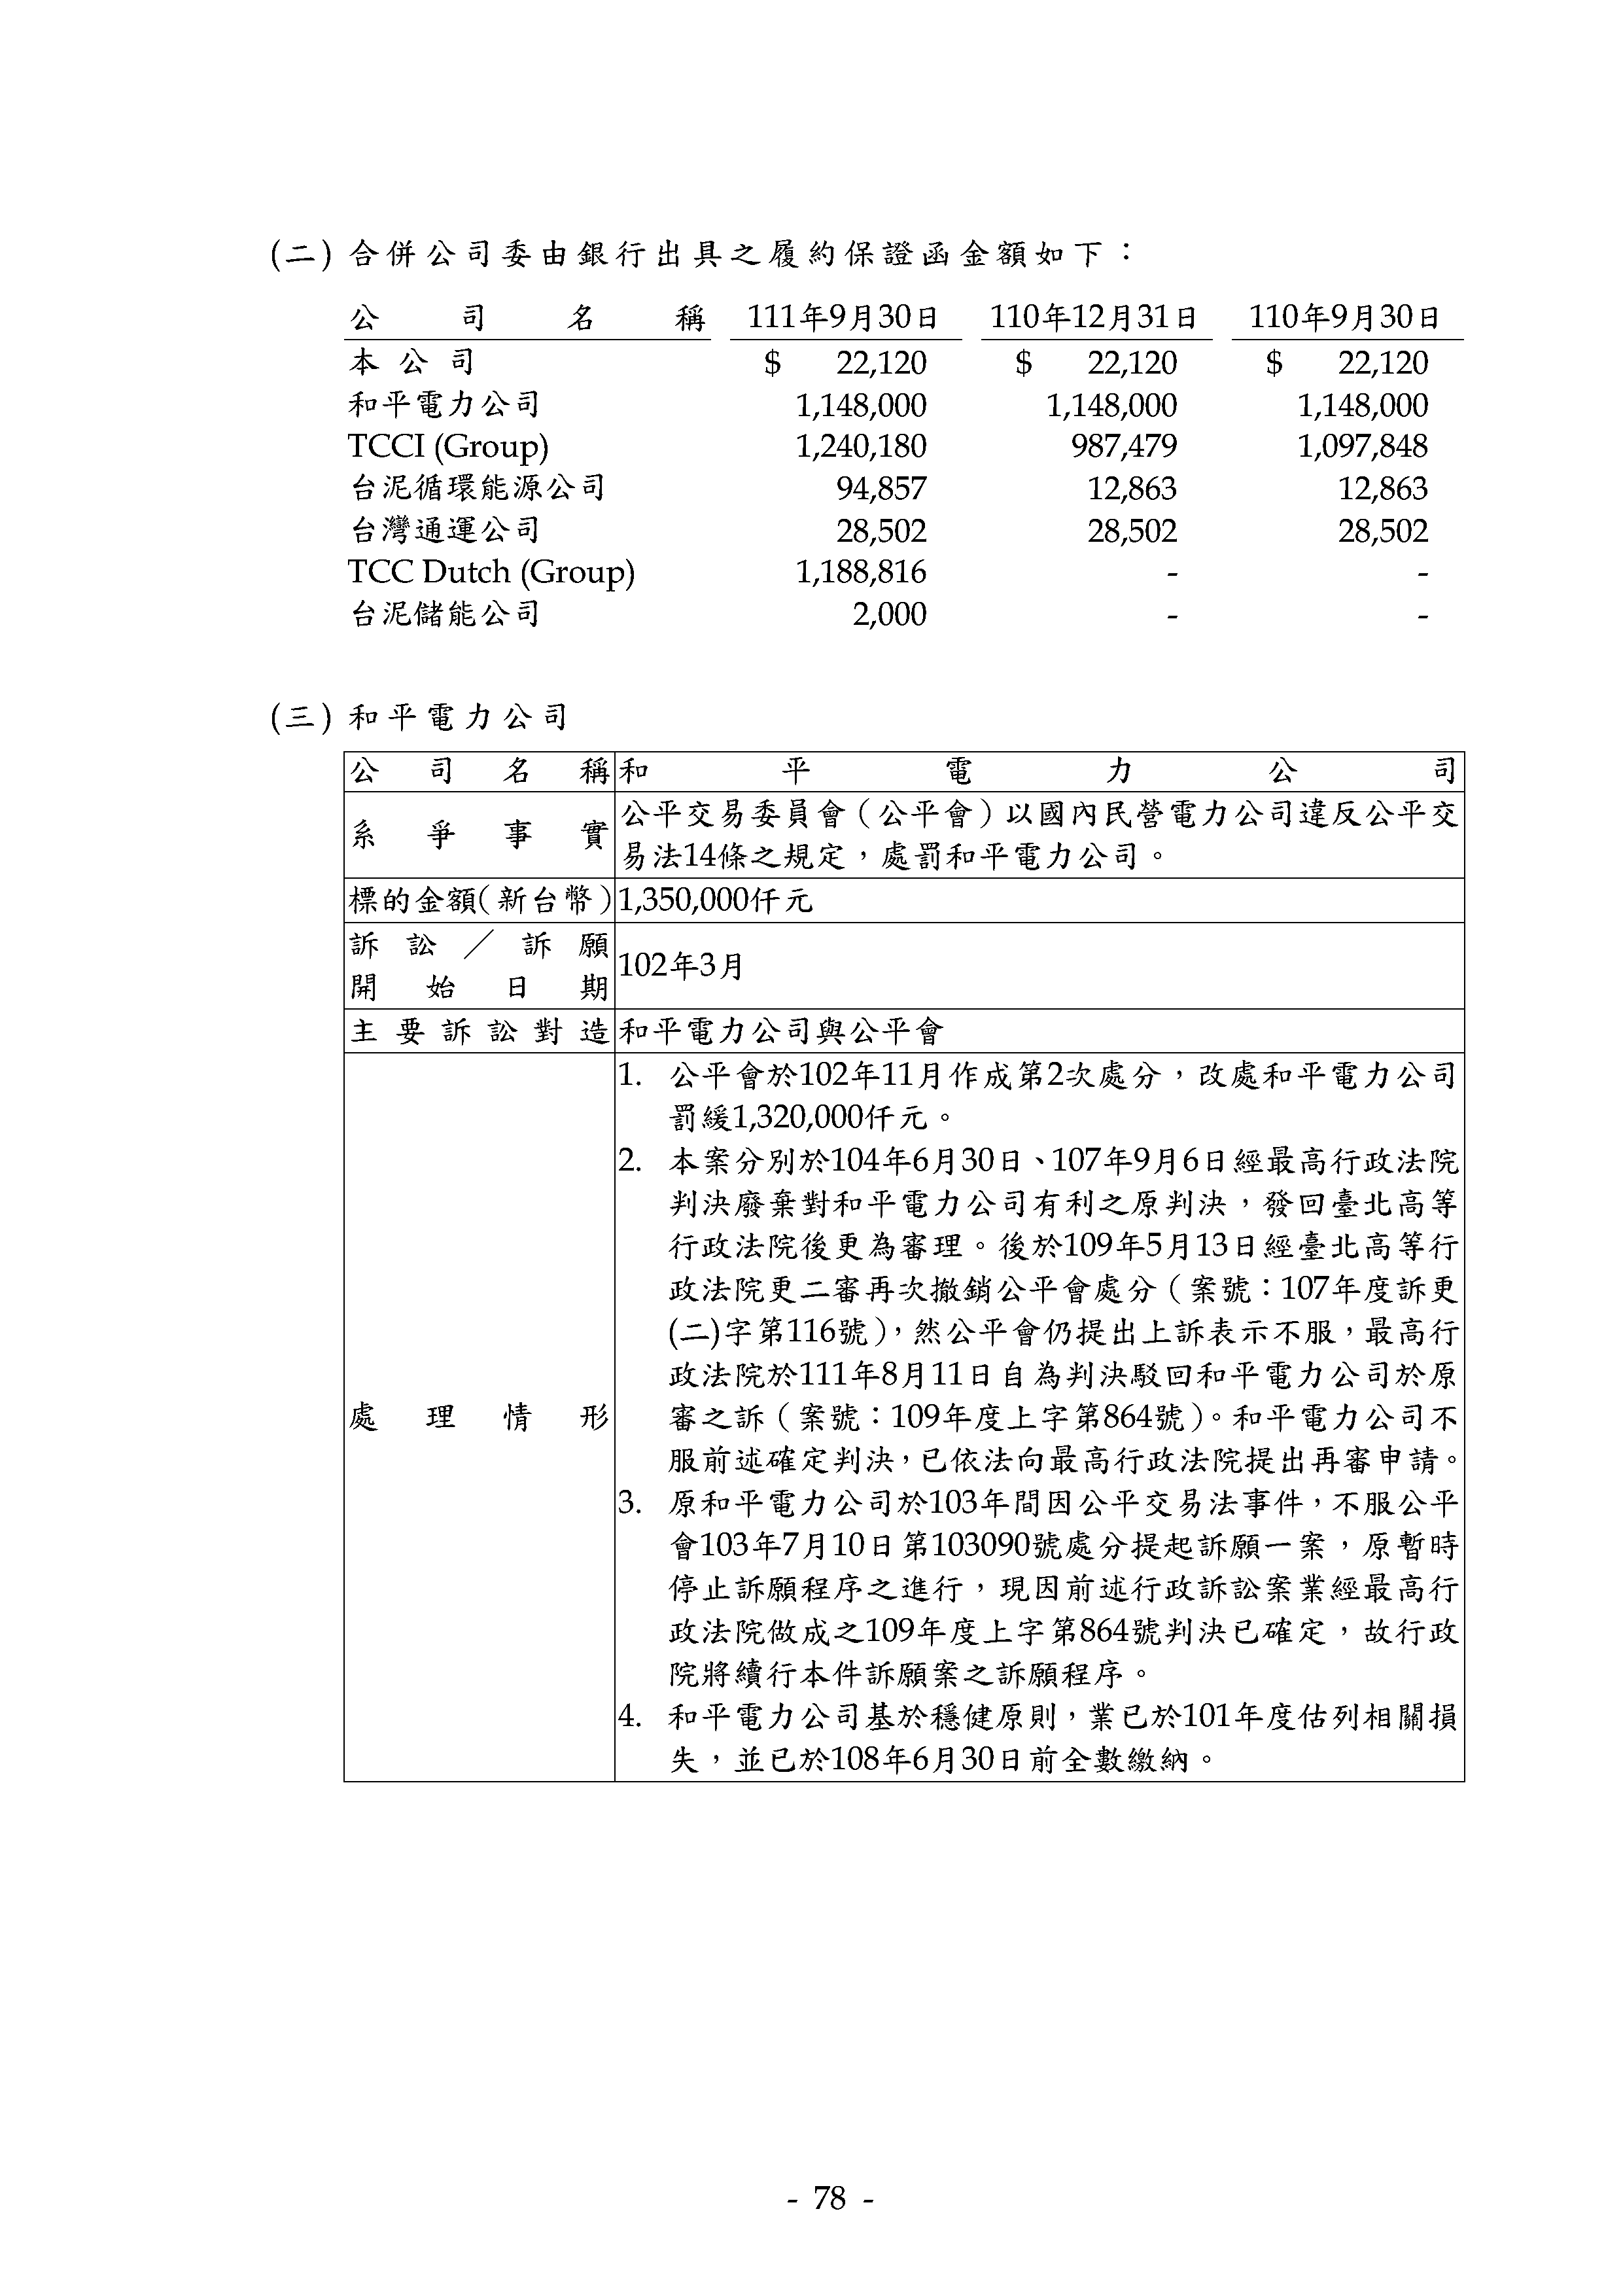 (二) 合併公司委由銀行出具之履約保證函金額如下：
公司名稱 111年9月30日 110年12月31日 110年9月30日
本公司 $ 22,120 $ 22,120 $ 22,120
和平電力公司 1,148,000 1,148,000 1,148,000
TCCI (Group) 1,240,180 987,479 1,097,848
台泥循環能源公司 94,857 12,863 12,863
台灣通運公司 28,502 28,502 28,502
TCC Dutch (Group) 1,188,816 - -
台泥儲能公司 2,000 - -
(三) 和平電力公司
公司名稱 和平電力公司
系爭事實 公平交易委員會（公平會）以國內民營電力公司違反公平交
易法14條之規定，處罰和平電力公司。
標的金額(新台幣) 1,350,000仟元
訴訟／訴願
開始日期 102年3月
主要訴訟對造 和平電力公司與公平會
處理情形
1. 公平會於102年11月作成第2次處分，改處和平電力公司
罰緩1,320,000仟元。
2. 本案分別於104年6月30日、107年9月6日經最高行政法院
判決廢棄對和平電力公司有利之原判決，發回臺北高等
行政法院後更為審理。後於109年5月13日經臺北高等行
政法院更二審再次撤銷公平會處分（案號：107年度訴更
(二)字第116號），然公平會仍提出上訴表示不服，最高行
政法院於111年8月11日自為判決駁回和平電力公司於原
審之訴（案號：109年度上字第864號）。和平電力公司不
服前述確定判決，已依法向最高行政法院提出再審申請。
3. 原和平電力公司於103年間因公平交易法事件，不服公平
會103年7月10日第103090號處分提起訴願一案，原暫時
停止訴願程序之進行，現因前述行政訴訟案業經最高行
政法院做成之109年度上字第864號判決已確定，故行政
院將續行本件訴願案之訴願程序。
4. 和平電力公司基於穩健原則，業已於101年度估列相關損
失，並已於108年6月30日前全數繳納。
- 78 -